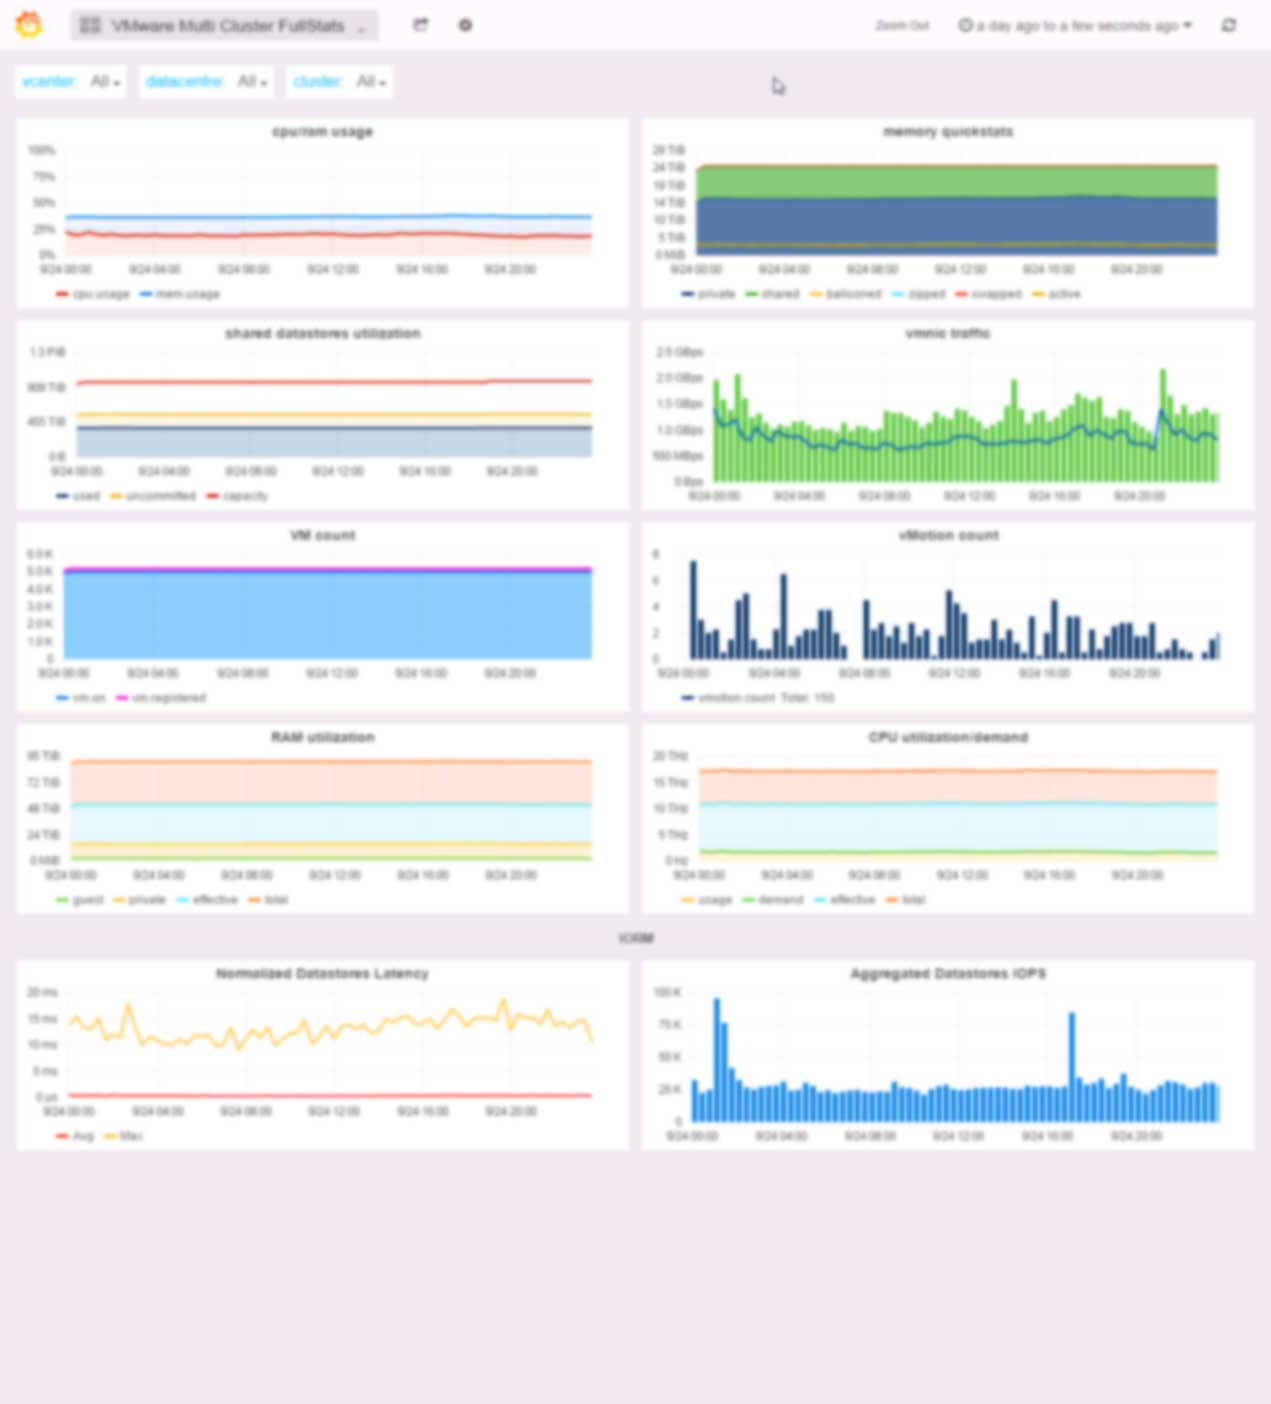 VMware Multi Cluster FullStats
Zoom Out
a day ago to a few seconds ago
vcenter: All
datacentre: All
cluster: All
cpu/ram usage
100%
75%
50%
25%
0%
9/24 00:00 9/24 04:00 9/24 08:00 9/24 12:00 9/24 16:00 9/24 20:00
cpu.usage mem.usage
memory quickstats
29 TiB
24 TiB
19 TiB
14 TiB
10 TiB
5 TiB
0 MiB
9/24 00:00 9/24 04:00 9/24 08:00 9/24 12:00 9/24 16:00 9/24 20:00
private shared ballooned zipped swapped active
shared datastores utilization
1.3 PiB
909 TiB
455 TiB
0 B
9/24 00:00 9/24 04:00 9/24 08:00 9/24 12:00 9/24 16:00 9/24 20:00
used uncommitted capacity
vmnic traffic
2.5 GBps
2.0 GBps
1.5 GBps
1.0 GBps
500 MBps
0 Bps
9/24 00:00 9/24 04:00 9/24 08:00 9/24 12:00 9/24 16:00 9/24 20:00
VM count
6.0 K
5.0 K
4.0 K
3.0 K
2.0 K
1.0 K
0
9/24 00:00 9/24 04:00 9/24 08:00 9/24 12:00 9/24 16:00 9/24 20:00
vm.on vm.registered
vMotion count
8
6
4
2
0
9/24 00:00 9/24 04:00 9/24 08:00 9/24 12:00 9/24 16:00 9/24 20:00
vmotion.count Total: 150
RAM utilization
95 TiB
72 TiB
48 TiB
24 TiB
0 MiB
9/24 00:00 9/24 04:00 9/24 08:00 9/24 12:00 9/24 16:00 9/24 20:00
guest private effective total
CPU utilization/demand
20 THz
15 THz
10 THz
5 THz
0 Hz
9/24 00:00 9/24 04:00 9/24 08:00 9/24 12:00 9/24 16:00 9/24 20:00
usage demand effective total
IORM
Normalized Datastores Latency
20 ms
15 ms
10 ms
5 ms
0 µs
9/24 00:00 9/24 04:00 9/24 08:00 9/24 12:00 9/24 16:00 9/24 20:00
Avg Max
Aggregated Datastores IOPS
100 K
75 K
50 K
25 K
0
9/24 00:00 9/24 04:00 9/24 08:00 9/24 12:00 9/24 16:00 9/24 20:00